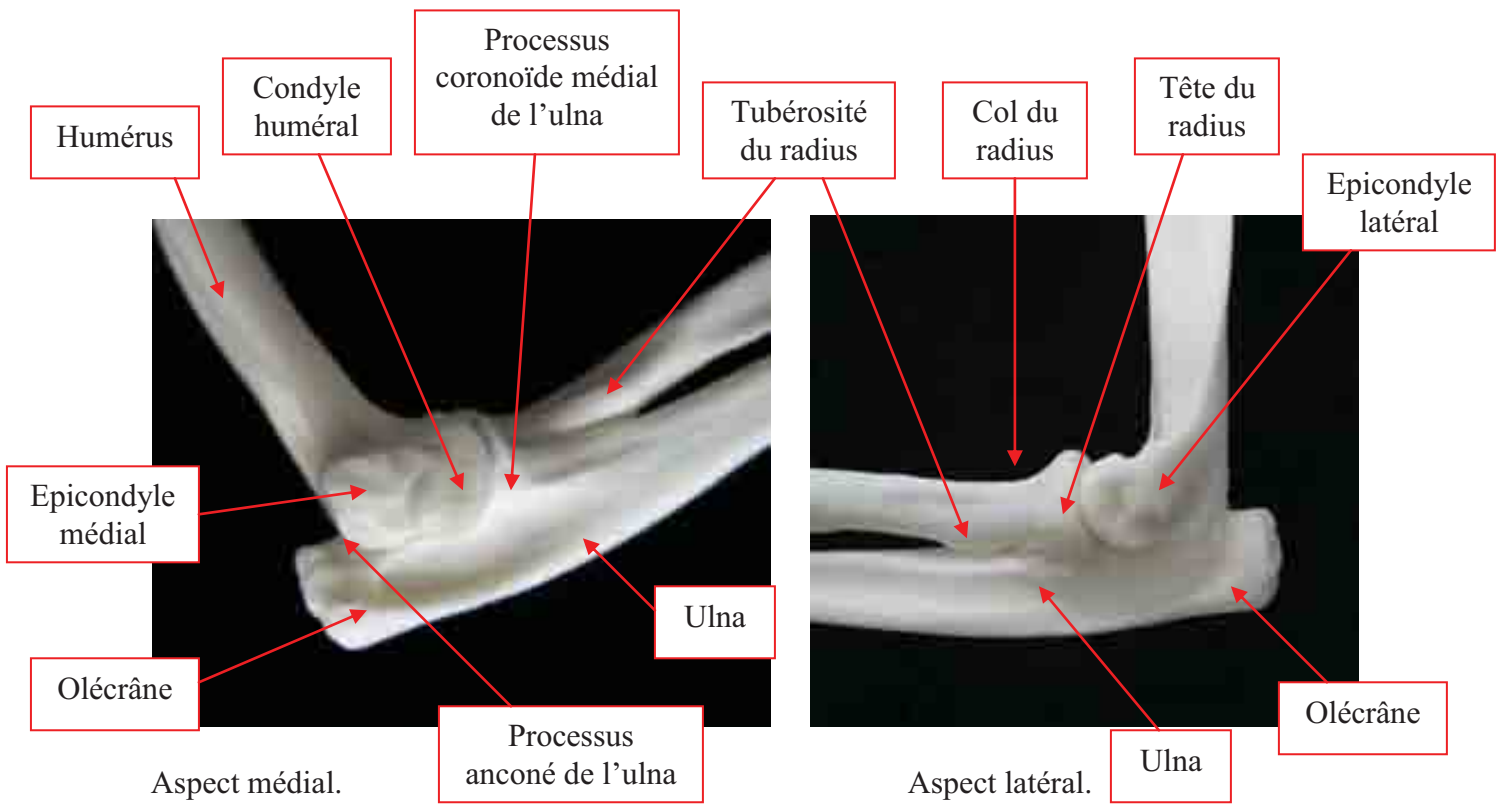 Processus
coronoïde médial
de l’ulna
Condyle
huméral
Humérus
Tubérosité
du radius
Col du
radius
Tête du
radius
Epicondyle
latéral
Epicondyle
médial
Ulna
Olécrâne
Processus
anconé de l’ulna
Olécrâne
Ulna
Aspect médial.
Aspect latéral.